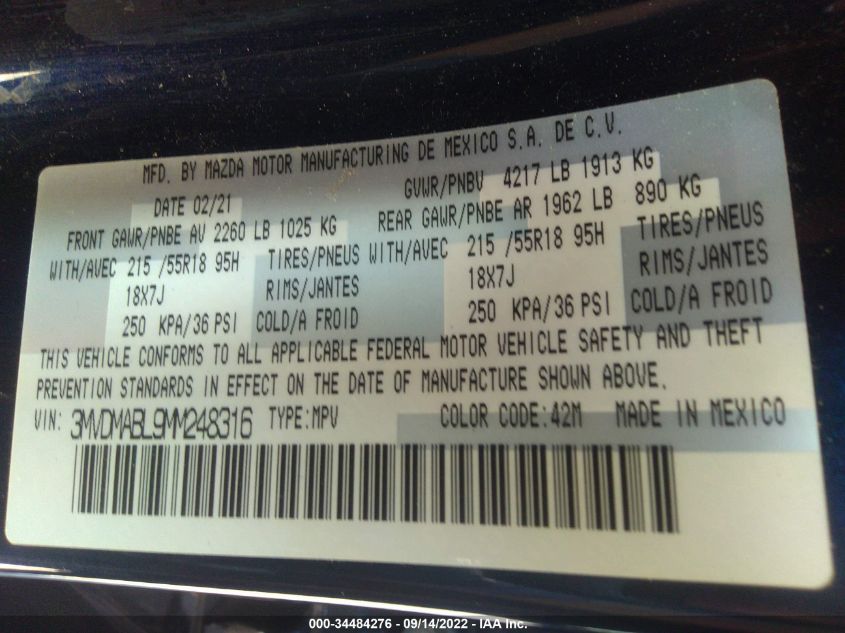 MFD. BY MAZDA MOTOR MANUFACTURING DE MEXICO S.A. DE C.V.
DATE 02/21 GVWR/PNBV 4217 LB 1913 KG
FRONT GAWR/PNBE AV 2260 LB 1025 KG REAR GAWR/PNBE AR 1962 LB 890 KG
WITH/AVEC 215 /55R18 95H TIRES/PNEUS WITH/AVEC 215 /55R18 95H TIRES/PNEUS
18X7J RIMS/JANTES 18X7J RIMS/JANTES
250 KPA/36 PSI COLD/A FROID 250 KPA/36 PSI COLD/A FROID
THIS VEHICLE CONFORMS TO ALL APPLICABLE FEDERAL MOTOR VEHICLE SAFETY AND THEFT
PREVENTION STANDARDS IN EFFECT ON THE DATE OF MANUFACTURE SHOWN ABOVE.
VIN: 3MVDMABL9MM248316 TYPE:MPV COLOR CODE:42M MADE IN MEXICO
000-34484276 - 09/14/2022 - IAA Inc.